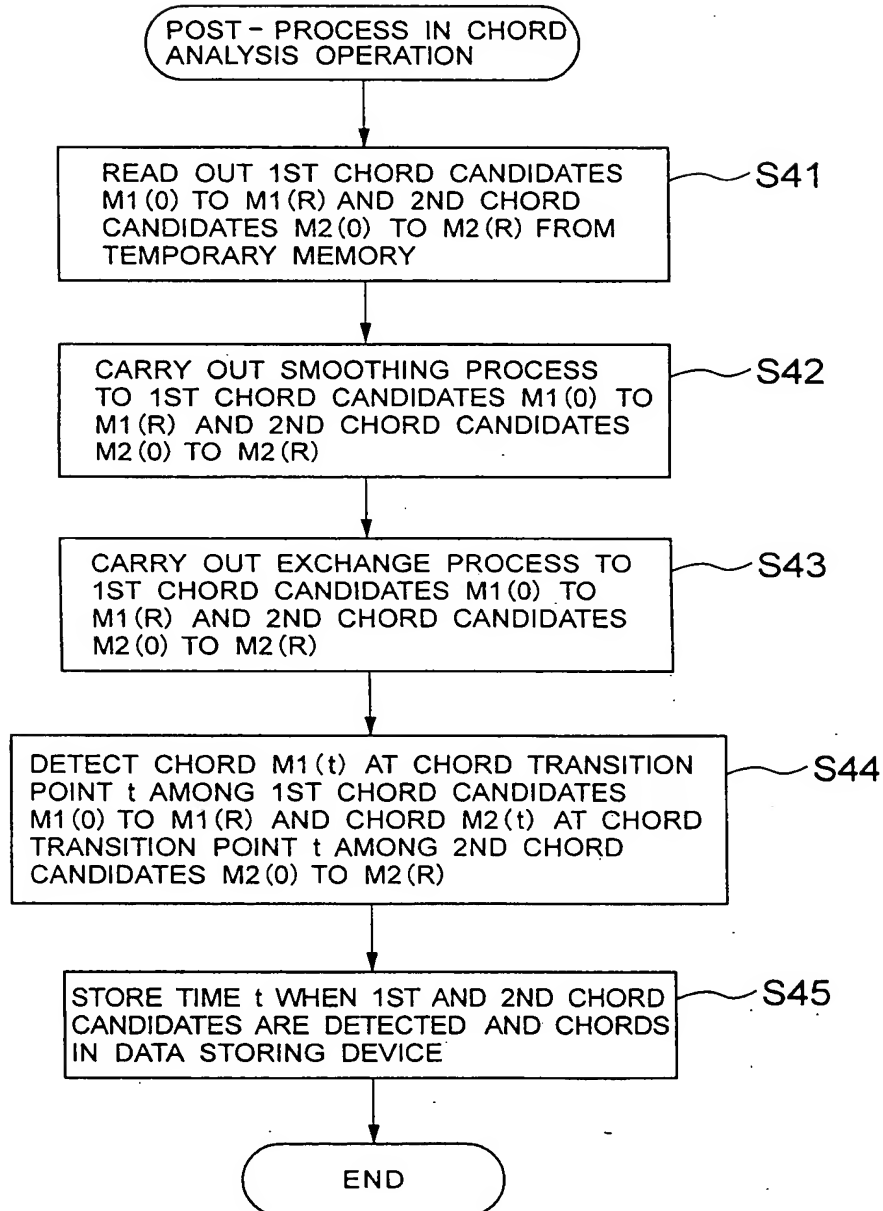 POST-PROCESS IN CHORD
ANALYSIS OPERATION
READ OUT 1ST CHORD CANDIDATES
M1(0) TO M1(R) AND 2ND CHORD
CANDIDATES M2(0) TO M2(R) FROM
TEMPORARY MEMORY
S41
CARRY OUT SMOOTHING PROCESS
TO 1ST CHORD CANDIDATES M1(0) TO
M1(R) AND 2ND CHORD CANDIDATES
M2(0) TO M2(R)
S42
CARRY OUT EXCHANGE PROCESS TO
1ST CHORD CANDIDATES M1(0) TO
M1(R) AND 2ND CHORD CANDIDATES
M2(0) TO M2(R)
S43
DETECT CHORD M1(t) AT CHORD TRANSITION
POINT t AMONG 1ST CHORD CANDIDATES
M1(0) TO M1(R) AND CHORD M2(t) AT CHORD
TRANSITION POINT t AMONG 2ND CHORD
CANDIDATES M2(0) TO M2(R)
S44
STORE TIME t WHEN 1ST AND 2ND CHORD
CANDIDATES ARE DETECTED AND CHORDS
IN DATA STORING DEVICE
S45
END